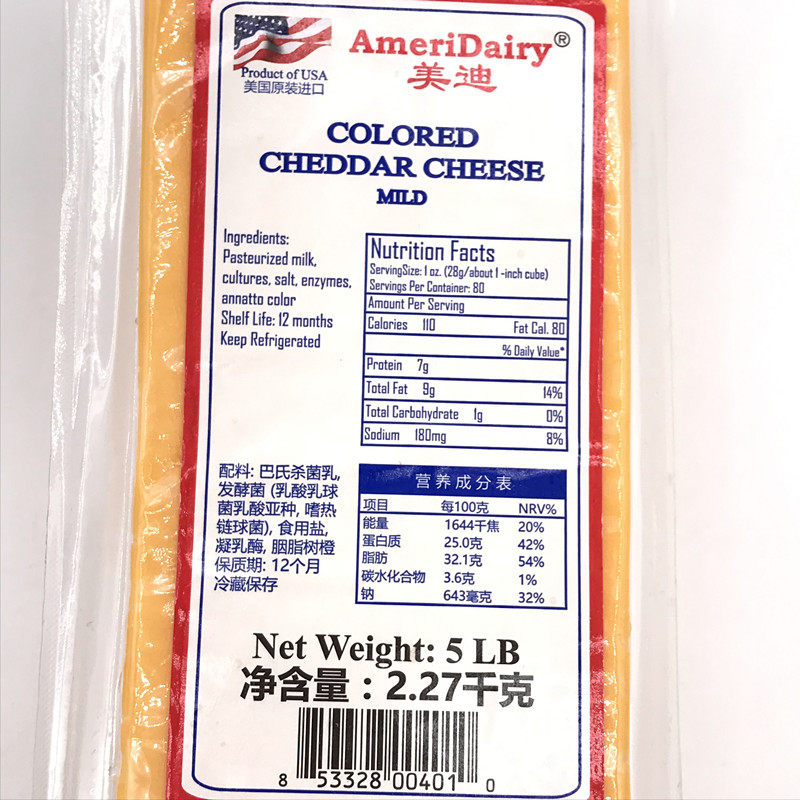 AmeriDairy®
美迪
Product of USA
美国原装进口
COLORED
CHEDDAR CHEESE
MILD
Ingredients:
Pasteurized milk,
cultures, salt, enzymes,
annatto color
Shelf Life: 12 months
Keep Refrigerated
Nutrition Facts
ServingSize: 1 oz. (28g/about 1 -inch cube)
Servings Per Container: 80
Amount Per Serving
Calories 110 Fat Cal. 80
% Daily Value*
Protein 7g
Total Fat 9g 14%
Total Carbohydrate 1g 0%
Sodium 180mg 8%
配料: 巴氏杀菌乳,
发酵菌 (乳酸乳球
菌乳酸亚种, 嗜热
链球菌), 食用盐,
凝乳酶, 胭脂树橙
保质期: 12个月
冷藏保存
营养成分表
项目 每100克 NRV%
能量 1644千焦 20%
蛋白质 25.0克 42%
脂肪 32.1克 54%
碳水化合物 3.6克 1%
钠 643毫克 32%
Net Weight: 5 LB
净含量：2.27千克
8 53328 00401 0